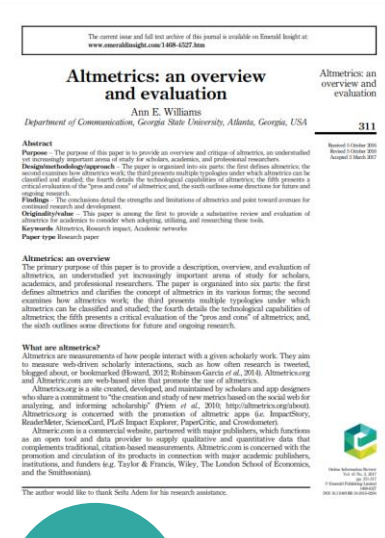 The current issue and full text archive of this journal is available on Emerald Insight at:
www.emeraldinsight.com/1468-4527.htm
Altmetrics: an overview
and evaluation
Ann E. Williams
Department of Communication, Georgia State University, Atlanta, Georgia, USA
Altmetrics: an
overview and
evaluation
311
Received 3 October 2016
Revised 3 October 2016
Accepted 3 March 2017
Abstract
Purpose – The purpose of this paper is to provide an overview and critique of altmetrics, an understudied
yet increasingly important arena of study for scholars, academics, and professional researchers.
Design/methodology/approach – The paper is organized into six parts: the first defines altmetrics; the
second examines how altmetrics work; the third presents multiple typologies under which altmetrics can be
classified and studied; the fourth details the technological capabilities of altmetrics; the fifth presents a
critical evaluation of the "pros and cons" of altmetrics; and, the sixth outlines some directions for future and
ongoing research.
Findings – The conclusions detail the strengths and limitations of altmetrics and point toward avenues for
continued research and development.
Originality/value – This paper is among the first to provide a substantive review and evaluation of
altmetrics for academics to consider when adopting, utilizing, and researching these tools.
Keywords Altmetrics, Research impact, Academic networks
Paper type Research paper
Altmetrics: an overview
The primary purpose of this paper is to provide a description, overview, and evaluation of
altmetrics, an understudied yet increasingly important arena of study for scholars,
academics, and professional researchers. The paper is organized into six parts: the first
defines altmetrics and clarifies the concept of altmetrics in its various forms; the second
examines how altmetrics work; the third presents multiple typologies under which
altmetrics can be classified and studied; the fourth details the technological capabilities of
altmetrics; the fifth presents a critical evaluation of the "pros and cons" of altmetrics; and,
the sixth outlines some directions for future and ongoing research.
What are altmetrics?
Altmetrics are measurements of how people interact with a given scholarly work. They aim
to measure web-driven scholarly interactions, such as how often research is tweeted,
blogged about, or bookmarked (Howard, 2012; Robinson-Garcia et al., 2014). Altmetrics.org
and Altmetric.com are web-based sites that promote the use of altmetrics.
Altmetrics.org is a site created, developed, and maintained by scholars and app designers
who share a commitment to "the creation and study of new metrics based on the social web for
analyzing, and informing scholarship" (Priem et al., 2010; http://altmetrics.org/about).
Altmetrics.org is concerned with the promotion of altmetric apps (i.e. ImpactStory,
ReaderMeter, ScienceCard, PLoS Impact Explorer, PaperCritic, and Crowdometer).
Altmetric.com is a commercial website, partnered with major publishers, which functions
as an open tool and data provider to supply qualitative and quantitative data that
complements traditional, citation-based measurements. Altmetric.com is concerned with the
promotion and circulation of its products in connection with major academic publishers,
institutions, and funders (e.g. Taylor & Francis, Wiley, The London School of Economics,
and the Smithsonian).
The author would like to thank Seifu Adem for his research assistance.
Online Information Review
Vol. 41 No. 3, 2017
pp. 311-317
© Emerald Publishing Limited
1468-4527